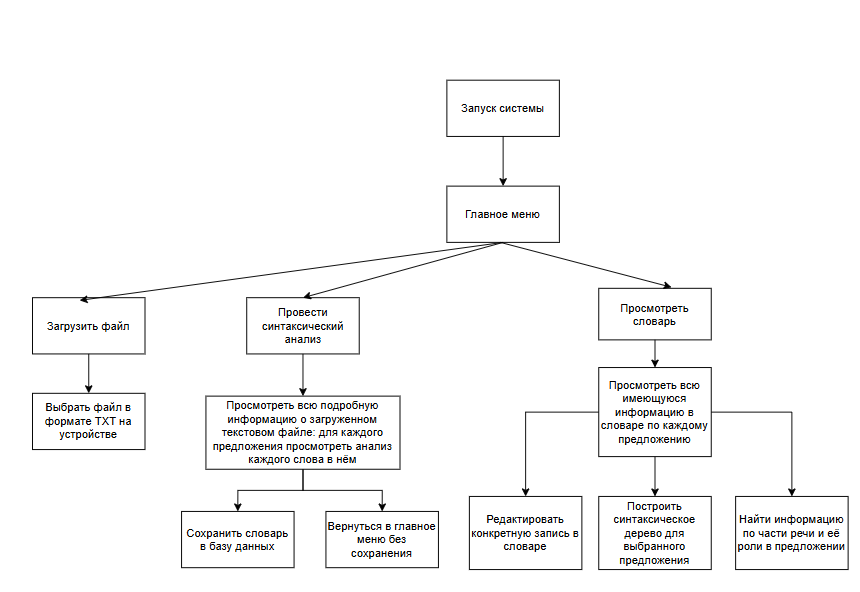 Запуск системы
Главное меню
Загрузить файл
Провести
синтаксический
анализ
Просмотреть
словарь
Выбрать файл в
формате TXT на
устройстве
Просмотреть всю подробную
информацию о загруженном
текстовом файле: для каждого
предложения просмотреть анализ
каждого слова в нём
Просмотреть всю
имеющуюся
информацию в
словаре по каждому
предложению
Сохранить словарь
в базу данных
Вернуться в главное
меню без
сохранения
Редактировать
конкретную запись в
словаре
Построить
синтаксическое
дерево для
выбранного
предложения
Найти информацию
по части речи и её
роли в предложении